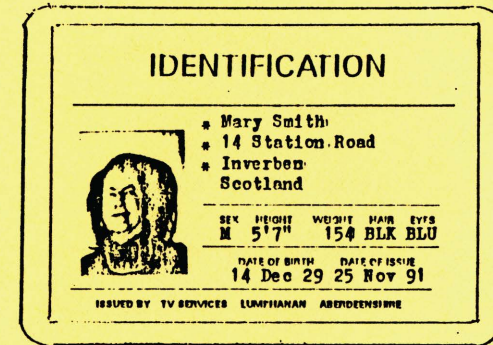 IDENTIFICATION
* Mary Smith
* 14 Station Road
* Inverben
Scotland
SEX HEIGHT WEIGHT HAIR EYES
M 5'7" 154 BLK BLU
DATE OF BIRTH DATE OF ISSUE
14 Dec 29 25 Nov 91
ISSUED BY TV SERVICES LUMPHANAN ABERDEENSHIRE